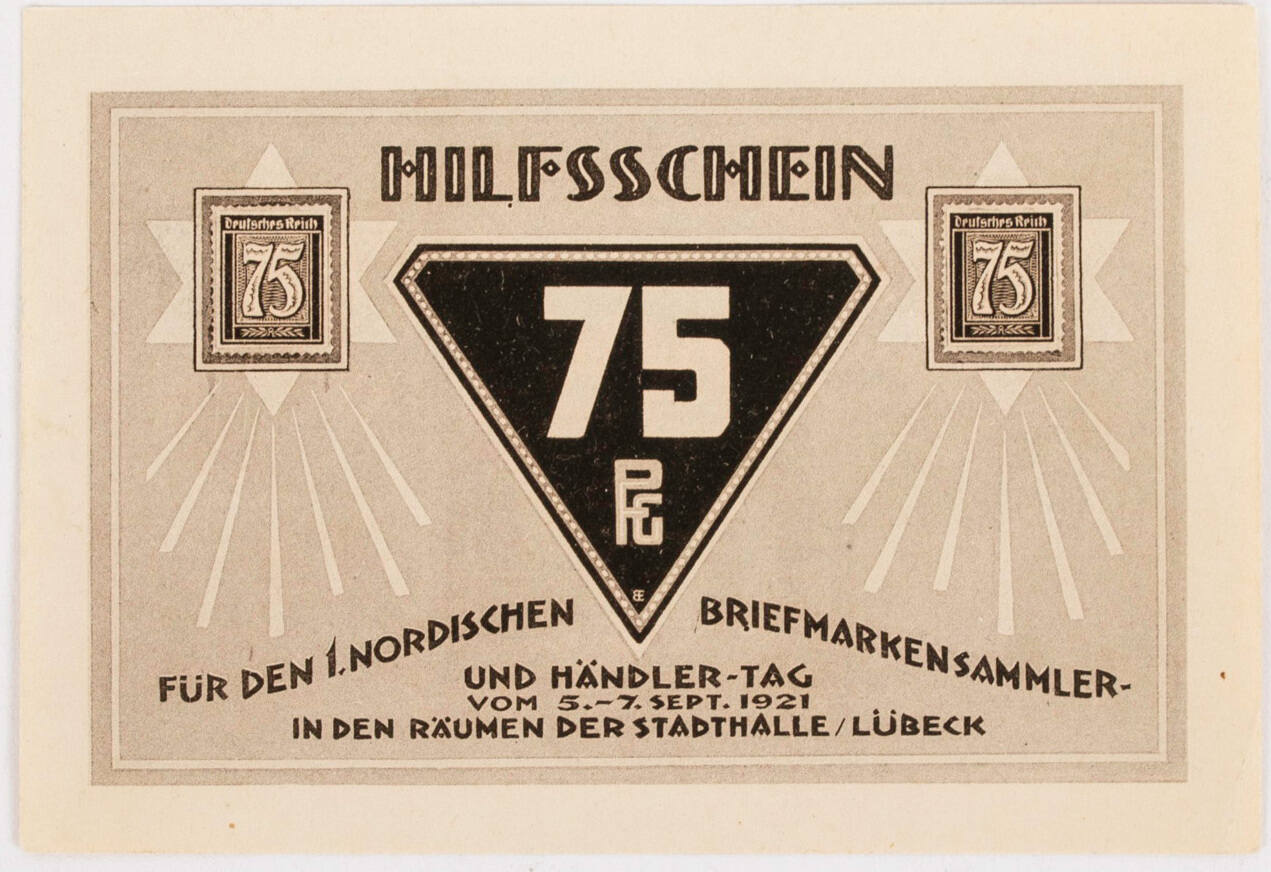 HILFSSCHEIN
Deutsches Reich
75
Deutsches Reich
75
75
PFG
FÜR DEN 1. NORDISCHEN BRIEFMARKENSAMMLER-
UND HÄNDLER-TAG
VOM 5.-7. SEPT. 1921
IN DEN RÄUMEN DER STADTHALLE/LÜBECK